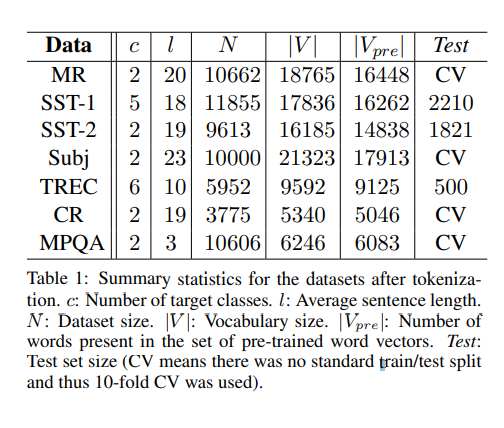 Data c l N |V| |Vpre| Test
MR 2 20 10662 18765 16448 CV
SST-1 5 18 11855 17836 16262 2210
SST-2 2 19 9613 16185 14838 1821
Subj 2 23 10000 21323 17913 CV
TREC 6 10 5952 9592 9125 500
CR 2 19 3775 5340 5046 CV
MPQA 2 3 10606 6246 6083 CV
Table 1: Summary statistics for the datasets after tokeniza-
tion. c: Number of target classes. l: Average sentence length.
N: Dataset size. |V|: Vocabulary size. |Vpre|: Number of
words present in the set of pre-trained word vectors. Test:
Test set size (CV means there was no standard train/test split
and thus 10-fold CV was used).